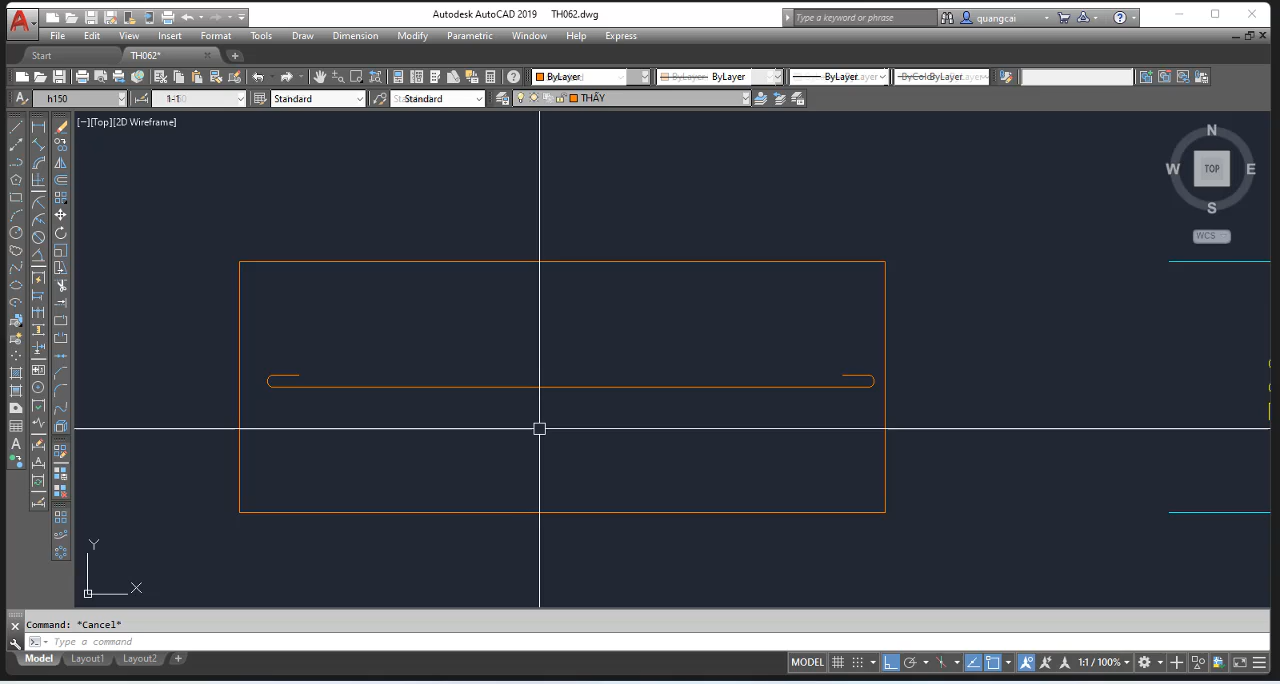 Autodesk AutoCAD 2019 TH062.dwg
Type a keyword or phrase
quangcai
File Edit View Insert Format Tools Draw Dimension Modify Parametric Window Help Express
Start TH062*
ByLayer ByLayer ByLayer
h150 1-1 Standard Standard THẤY
[−][Top][2D Wireframe]
N
W TOP E
S
WCS
Y
X
Command: *Cancel*
Type a command
Model Layout1 Layout2 +
MODEL 1:1 / 100%